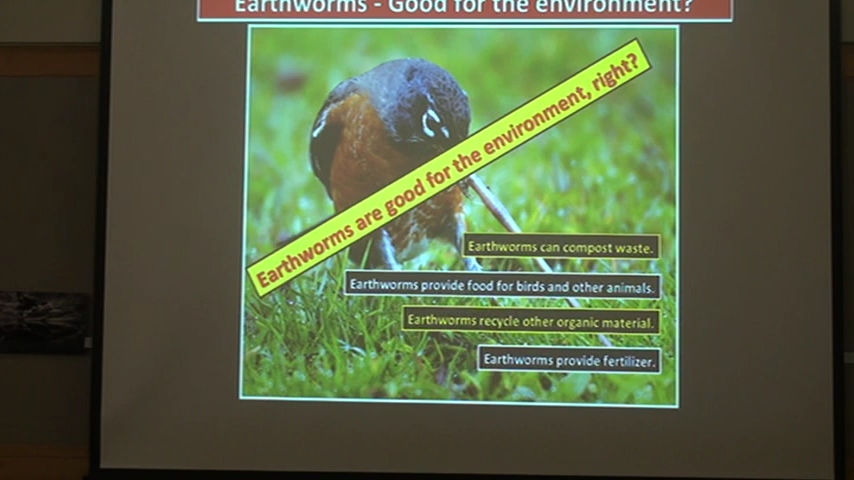 Earthworms - Good for the environment?
Earthworms are good for the environment, right?
Earthworms can compost waste.
Earthworms provide food for birds and other animals.
Earthworms recycle other organic material.
Earthworms provide fertilizer.